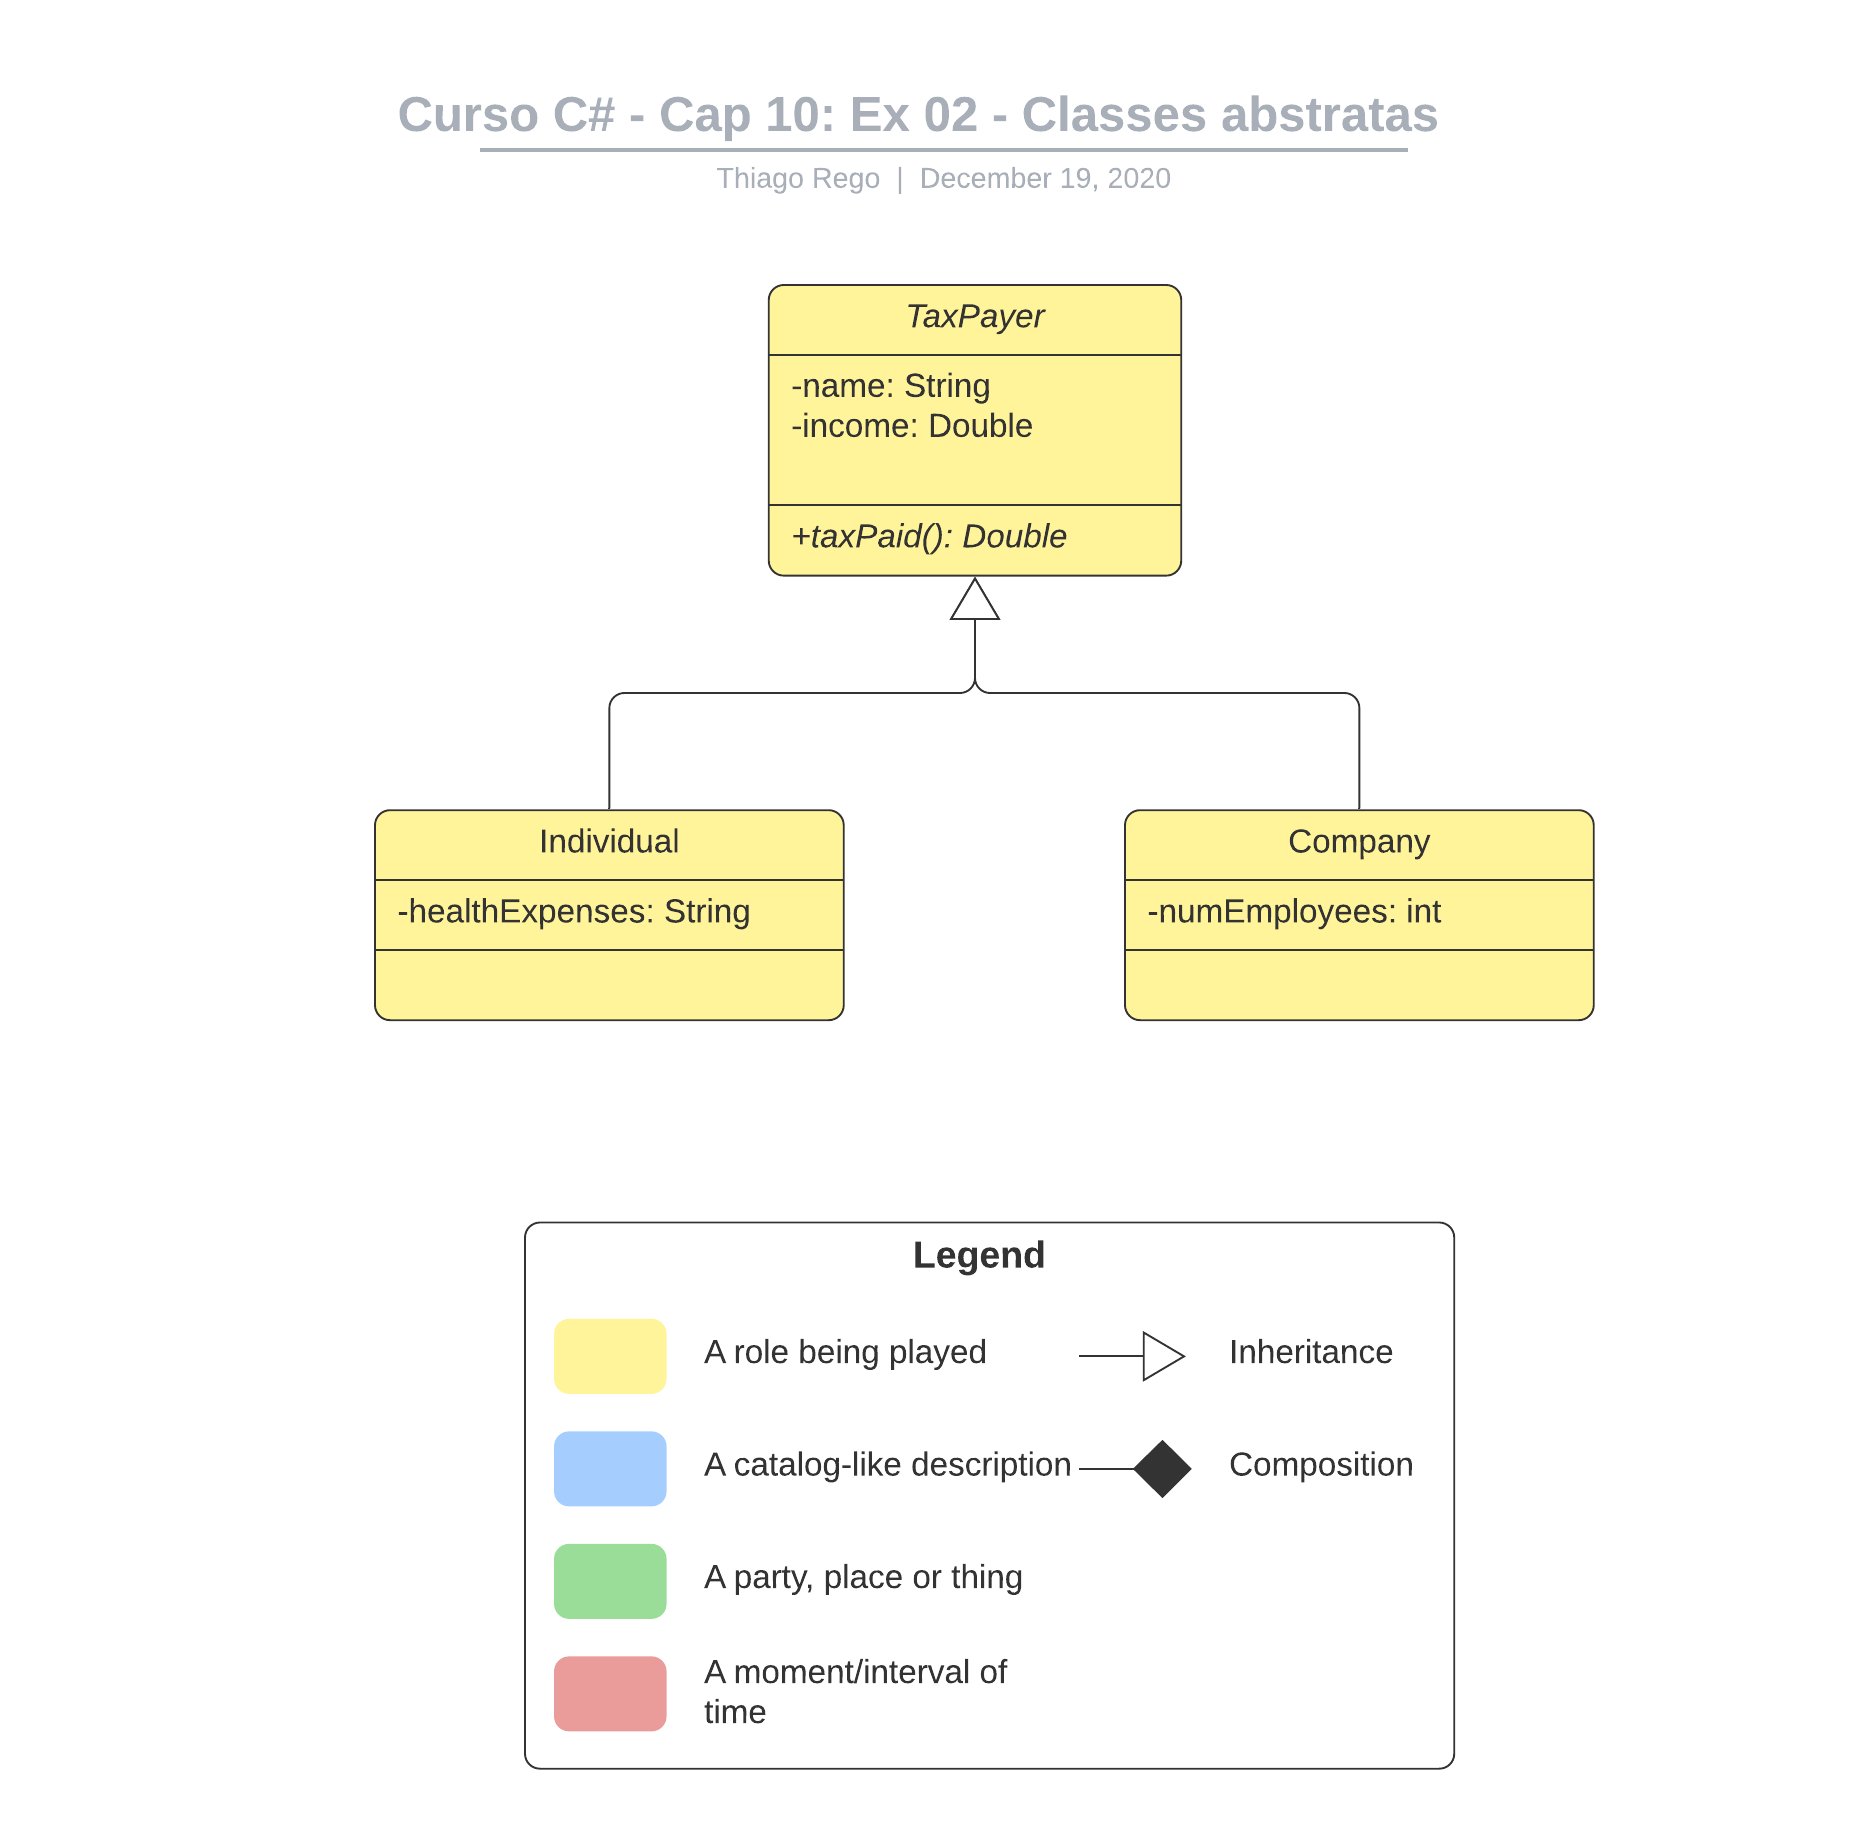 Curso C# - Cap 10: Ex 02 - Classes abstratas
Thiago Rego | December 19, 2020
TaxPayer
-name: String
-income: Double
+taxPaid(): Double
Individual
-healthExpenses: String
Company
-numEmployees: int
Legend
A role being played
Inheritance
A catalog-like description
Composition
A party, place or thing
A moment/interval of
time